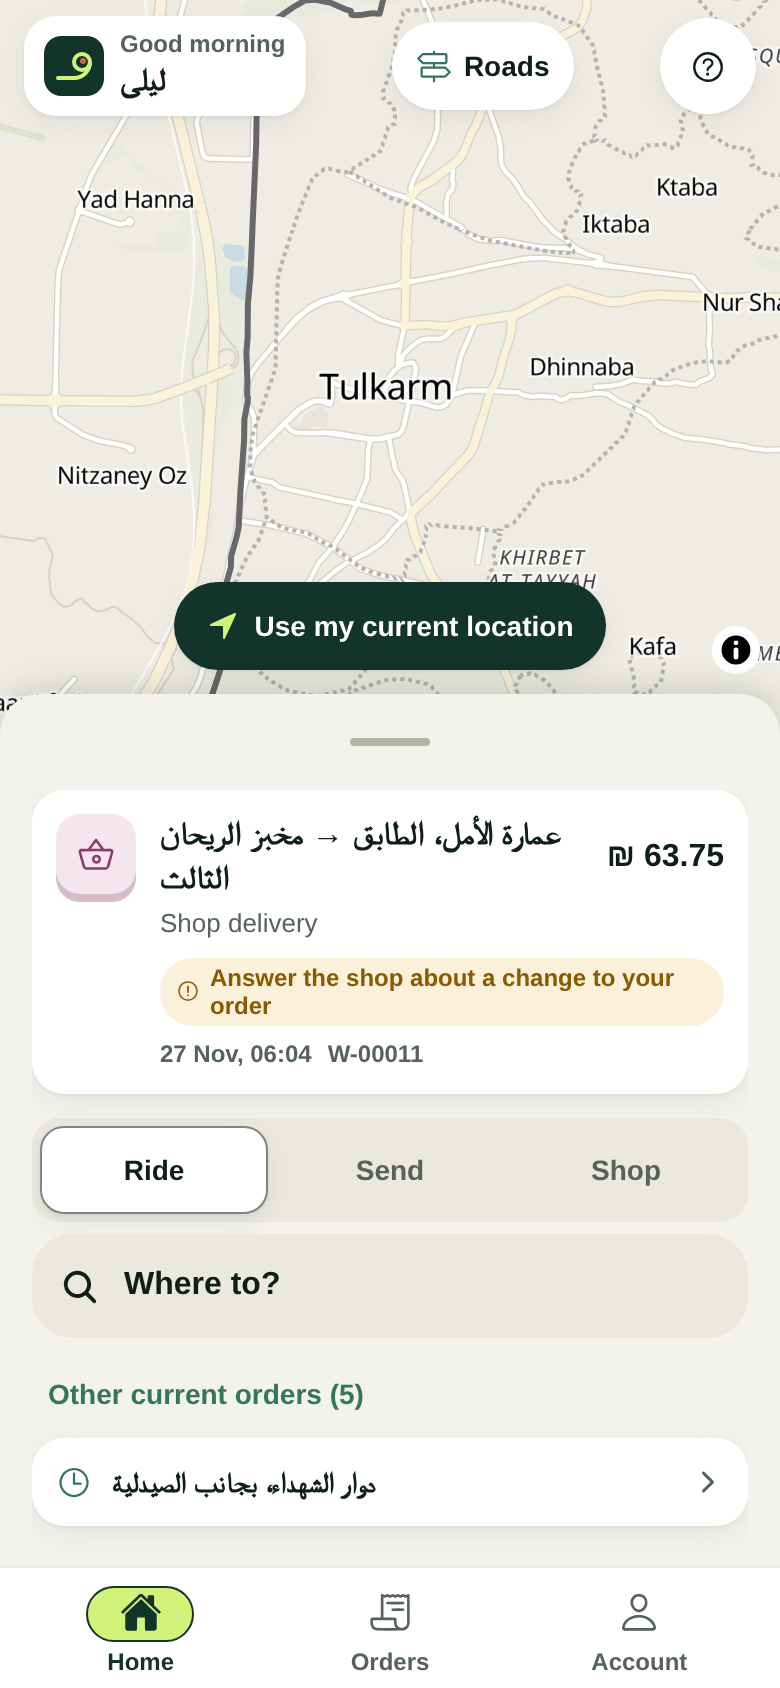 Good morning
ليلى
Roads
Yad Hanna
Ktaba
Iktaba
Nur Sha
Dhinnaba
Tulkarm
Nitzaney Oz
KHIRBET
AT TAYYAH
Use my current location
Kafa
مخبز الريحان → عمارة الأمل، الطابق
الثالث
₪ 63.75
Shop delivery
Answer the shop about a change to your
order
27 Nov, 06:04 W-00011
Ride
Send
Shop
Where to?
Other current orders (5)
دوار الشهداء، بجانب الصيدلية
Home
Orders
Account